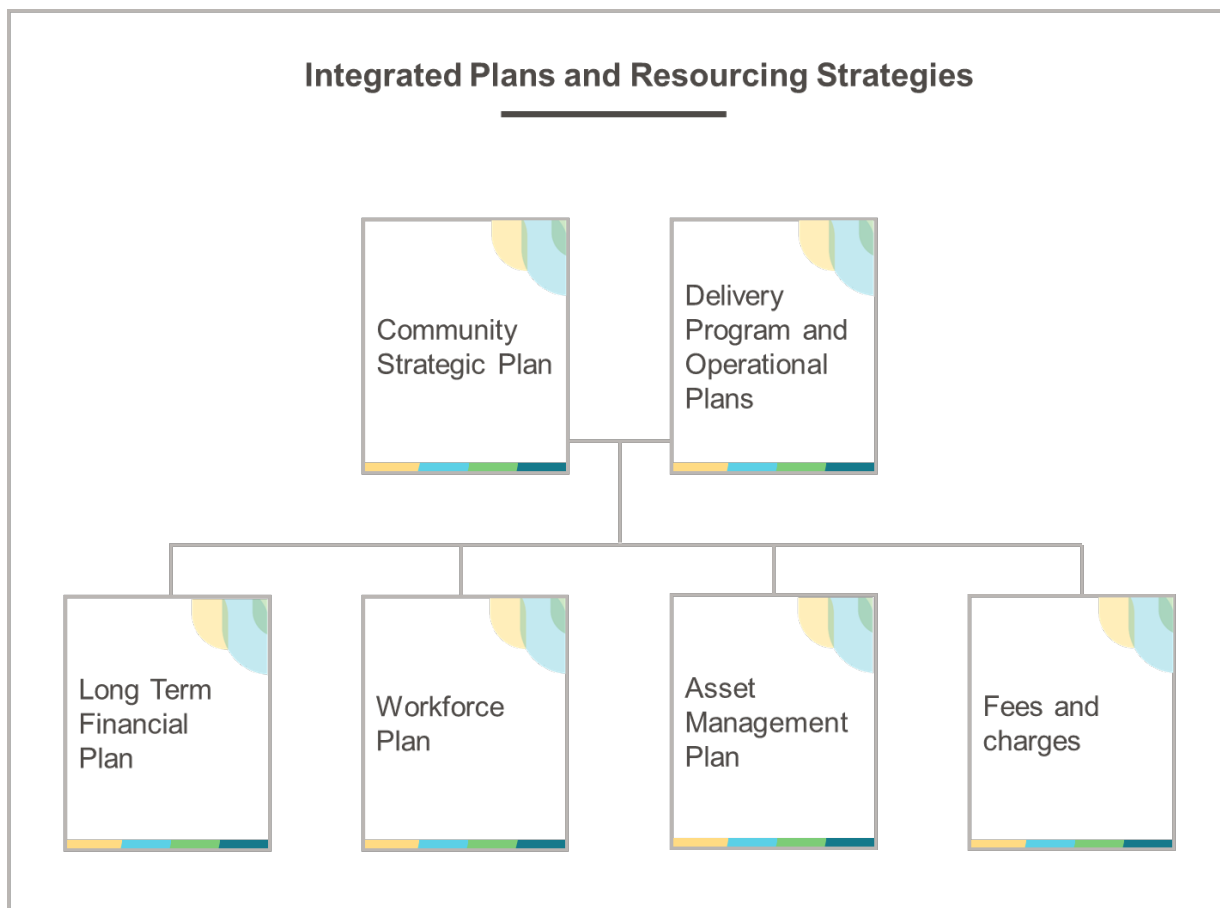 Integrated Plans and Resourcing Strategies
Community
Strategic Plan
Delivery
Program and
Operational
Plans
Long Term
Financial
Plan
Workforce
Plan
Asset
Management
Plan
Fees and
charges